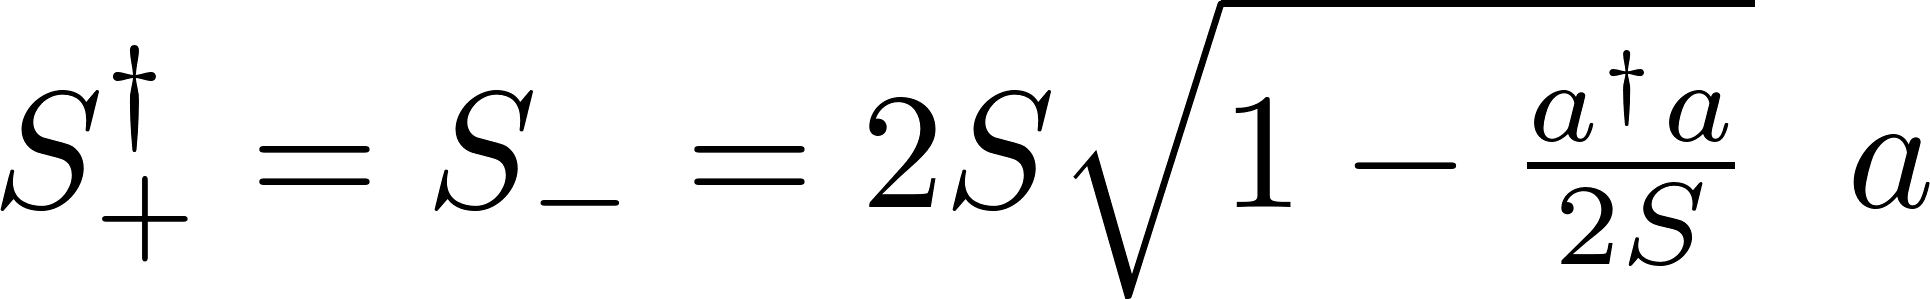 S_+^† = S_- = 2S √(1 − a^†a / 2S) a